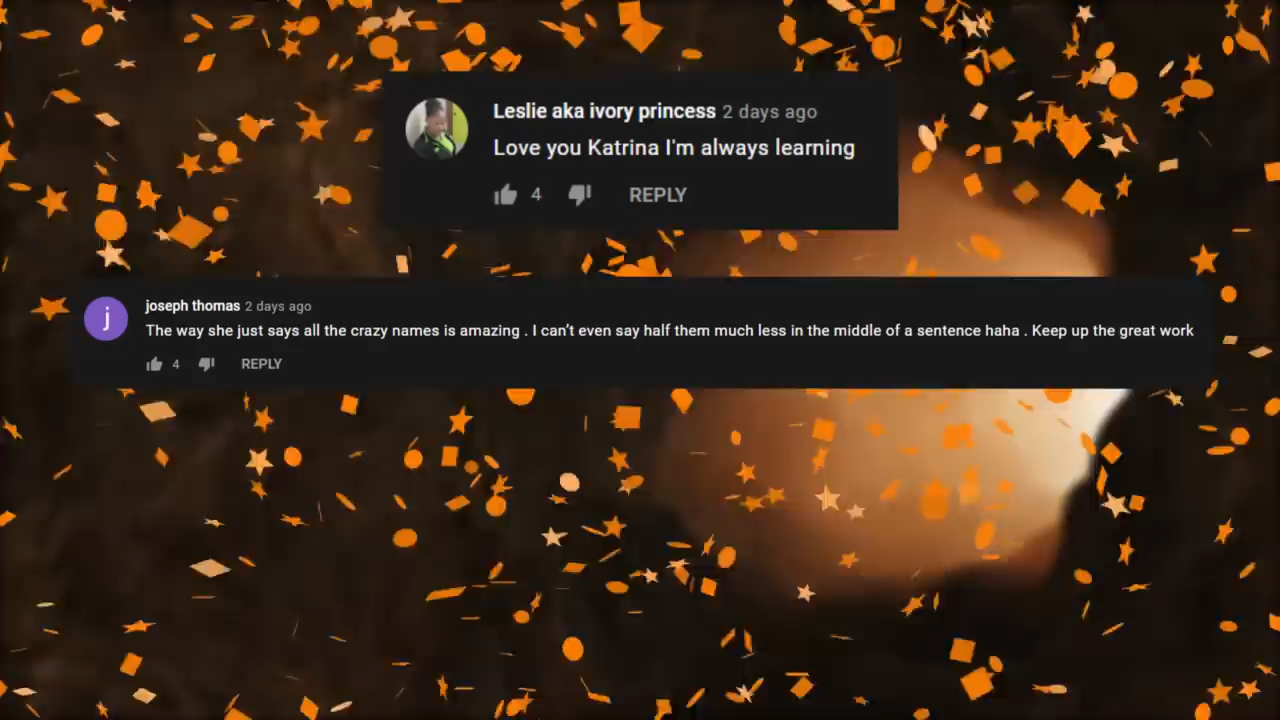 Leslie aka ivory princess 2 days ago
Love you Katrina I'm always learning
4 REPLY
j
joseph thomas 2 days ago
The way she just says all the crazy names is amazing . I can't even say half them much less in the middle of a sentence haha . Keep up the great work
4 REPLY